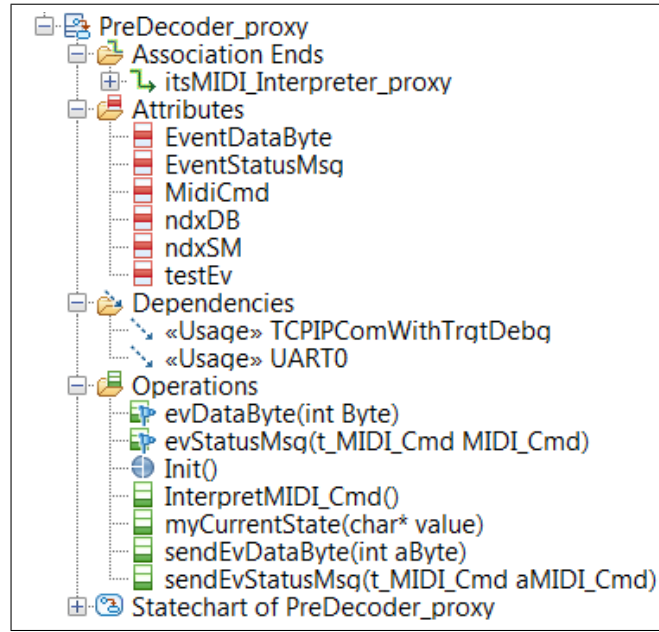 PreDecoder_proxy
Association Ends
itsMIDI_Interpreter_proxy
Attributes
EventDataByte
EventStatusMsg
MidiCmd
ndxDB
ndxSM
testEv
Dependencies
«Usage» TCPIPComWithTrgtDebg
«Usage» UART0
Operations
evDataByte(int Byte)
evStatusMsg(t_MIDI_Cmd MIDI_Cmd)
Init()
InterpretMIDI_Cmd()
myCurrentState(char* value)
sendEvDataByte(int aByte)
sendEvStatusMsg(t_MIDI_Cmd aMIDI_Cmd)
Statechart of PreDecoder_proxy